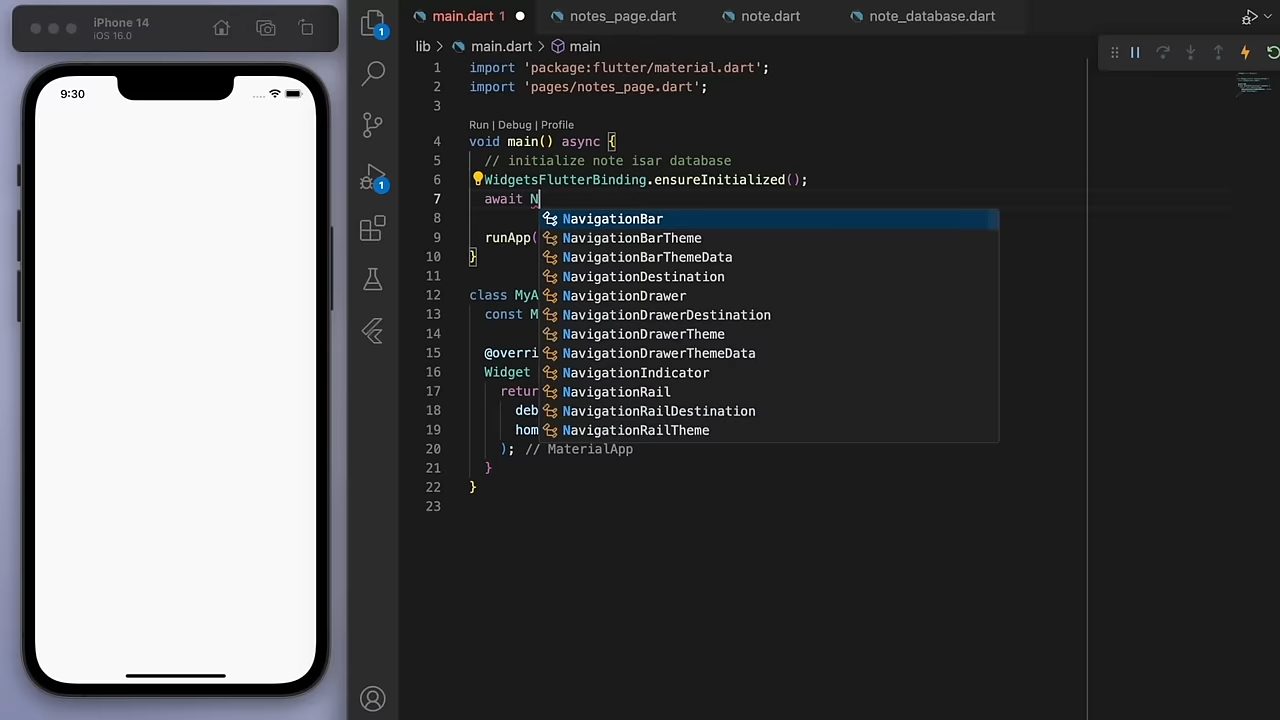 iPhone 14
iOS 16.0
9:30
1
1
main.dart 1
notes_page.dart
note.dart
note_database.dart
lib > main.dart > main
1 import 'package:flutter/material.dart';
2 import 'pages/notes_page.dart';
3
Run | Debug | Profile
4 void main() async {
5 // initialize note isar database
6 WidgetsFlutterBinding.ensureInitialized();
7 await N
8
9 runApp(
10 }
11
12 class MyA
13 const M
14
15 @overri
16 Widget
17 retur
18 deb
19 hom
20 ); // MaterialApp
21 }
22 }
23
NavigationBar
NavigationBarTheme
NavigationBarThemeData
NavigationDestination
NavigationDrawer
NavigationDrawerDestination
NavigationDrawerTheme
NavigationDrawerThemeData
NavigationIndicator
NavigationRail
NavigationRailDestination
NavigationRailTheme